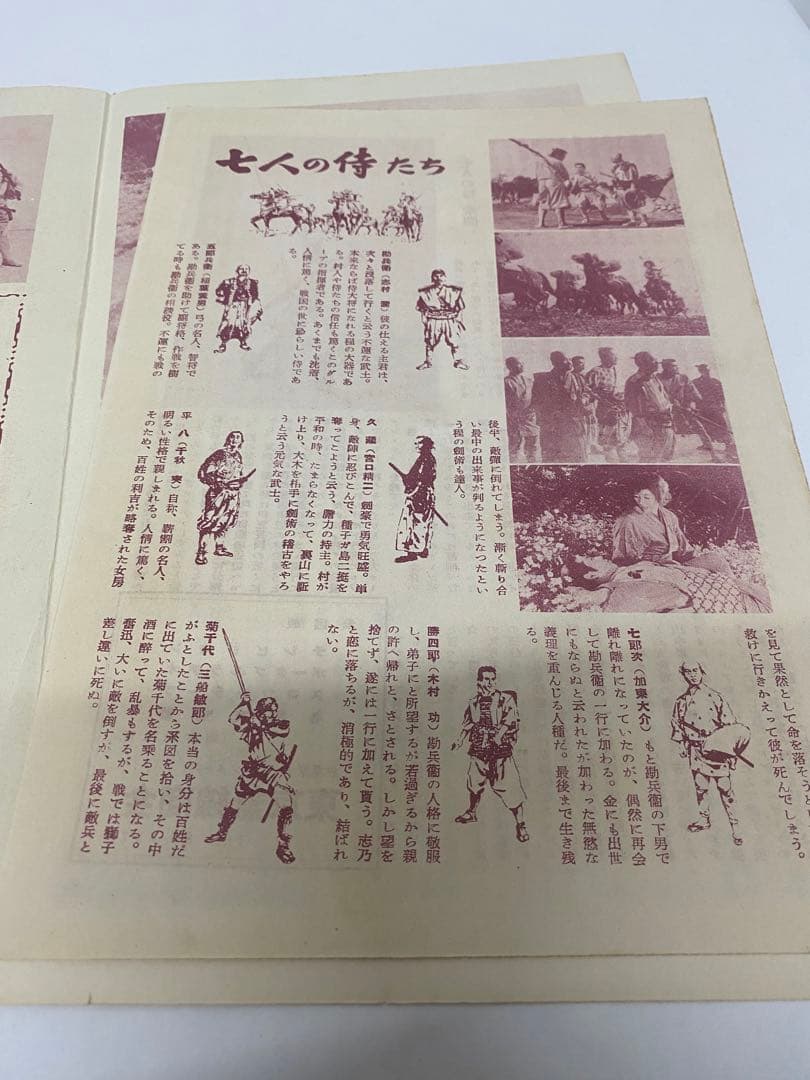 七人の侍たち
勘兵衛（志村　喬）彼の仕える主君は、
次々と没落して行くと云う不運な武士。
本来ならば侍大将になれる程の大器であ
る。村人や侍たちの信任も篤くこのグル
ープの指揮者である。あくまでも沈着、
人情に篤く、戦国の世に珍らしい侍であ
る。
五郎兵衛（稲葉義男）弓の名人、智将で
ある。勘兵衛を助けて副将格、作戦を樹
てる時も勘兵衛の相談役。不運にも戦の
後半、敵弾に倒れてしまう。漸く斬り合
い最中の出来事が判るようになつたとい
う程の剣術も達人。
久　蔵（宮口精二）剣豪で勇気旺盛。単
身、敵陣に忍びこんで、種子ガ島二挺を
奪ってこようと云う、膽力の持主。村が
平和の時、たまらなくなって、裏山に駈
け上り、大木を相手に剣術の稽古をやろ
うと云う元気な武士。
平　八（千秋　実）自称、薪割の名人、
明るい性格で親しまれる。人情に篤く、
そのため、百姓の利吉が略奪された女房
を見て果然として命を落そうと
救けに行きかえって彼が死んでしまう。
七郎次（加東大介）もと勘兵衛の下男で
離れ離れになっていたのが、偶然に再会
して勘兵衛の一行に加わる。金にも出世
にもならぬと云われたが加わった無慾な
義理を重んじる人種だ。最後まで生き残
る。
勝四郎（木村　功）勘兵衛の人格に敬服
し、弟子にと所望するが若過ぎるから親
の許へ帰れと、さとされる。しかし望を
捨てず、遂には一行に加えて貰う。志乃
と恋に落ちるが、消極的であり、結ばれ
ない。
菊千代（三船敏郎）本当の身分は百姓だ
がふとしたことから系図を拾い、その中
に出ていた菊千代を名乗ることになる。
酒に酔って、乱暴もするが、戦では獅子
奮迅、大いに敵を倒すが、最後に敵兵と
差し違いに死ぬ。